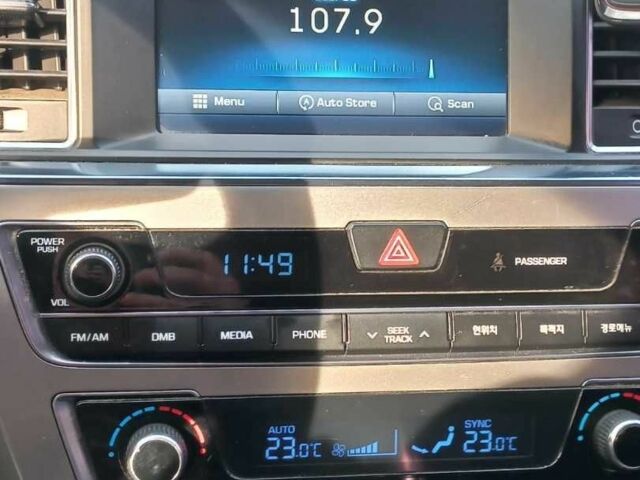 107.9
Menu Auto Store Scan
POWER
PUSH
VOL
11:49
PASSENGER
FM/AM DMB MEDIA PHONE SEEK TRACK 현위치 목적지 경로메뉴
AUTO
23.0°C
SYNC
23.0°C